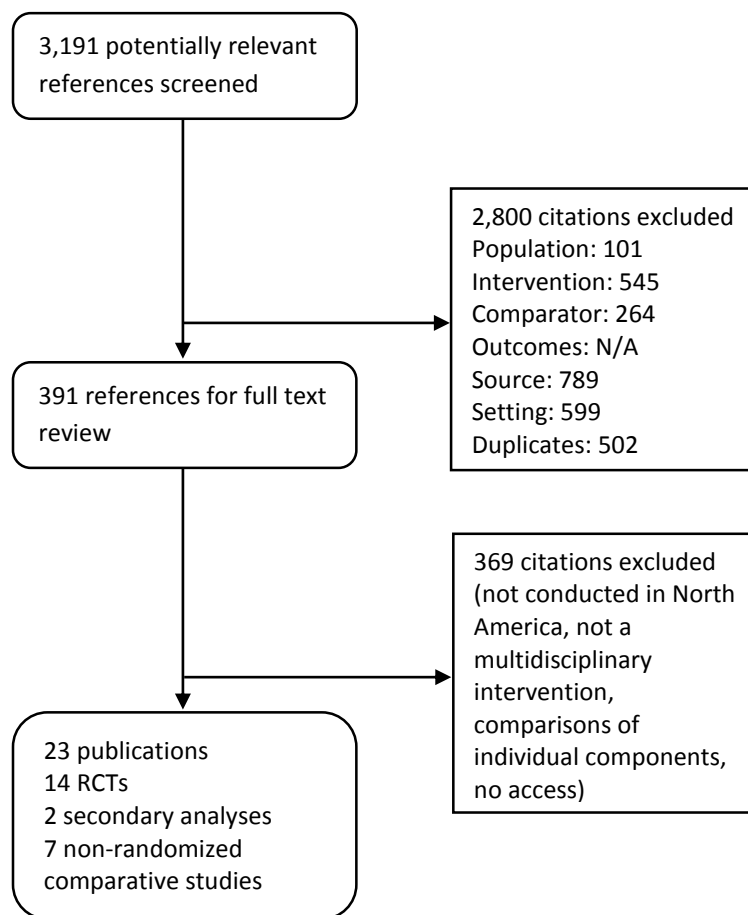 3,191 potentially relevant
references screened
2,800 citations excluded
Population: 101
Intervention: 545
Comparator: 264
Outcomes: N/A
Source: 789
Setting: 599
Duplicates: 502
391 references for full text
review
369 citations excluded
(not conducted in North
America, not a
multidisciplinary
intervention,
comparisons of
individual components,
no access)
23 publications
14 RCTs
2 secondary analyses
7 non-randomized
comparative studies